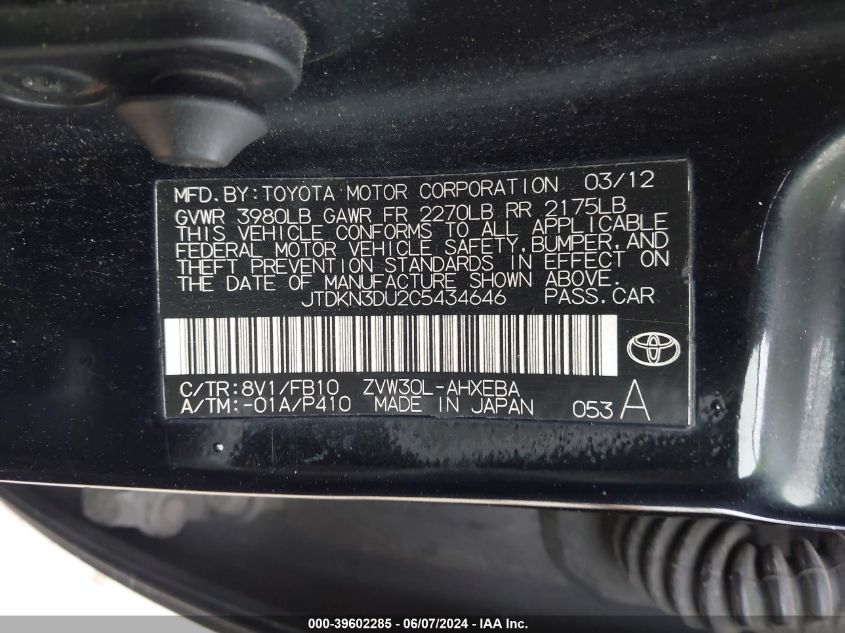 MFD. BY: TOYOTA MOTOR CORPORATION 03/12
GVWR 3980LB GAWR FR 2270LB RR 2175LB
THIS VEHICLE CONFORMS TO ALL APPLICABLE
FEDERAL MOTOR VEHICLE SAFETY, BUMPER, AND
THEFT PREVENTION STANDARDS IN EFFECT ON
THE DATE OF MANUFACTURE SHOWN ABOVE.
JTDKN3DU2C5434646 PASS. CAR
C/TR: 8V1/FB10 ZVW30L-AHXEBA
A/TM: -01A/P410 MADE IN JAPAN 053 A
000-39602285 - 06/07/2024 - IAA Inc.